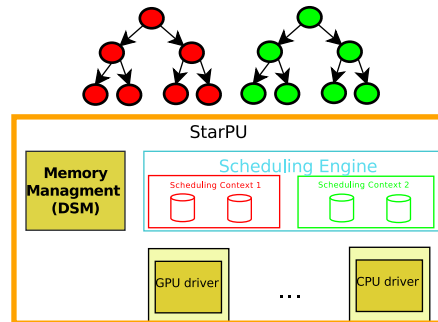 StarPU
Memory
Managment
(DSM)
Scheduling Engine
Scheduling Context 1
Scheduling Context 2
GPU driver
...
CPU driver